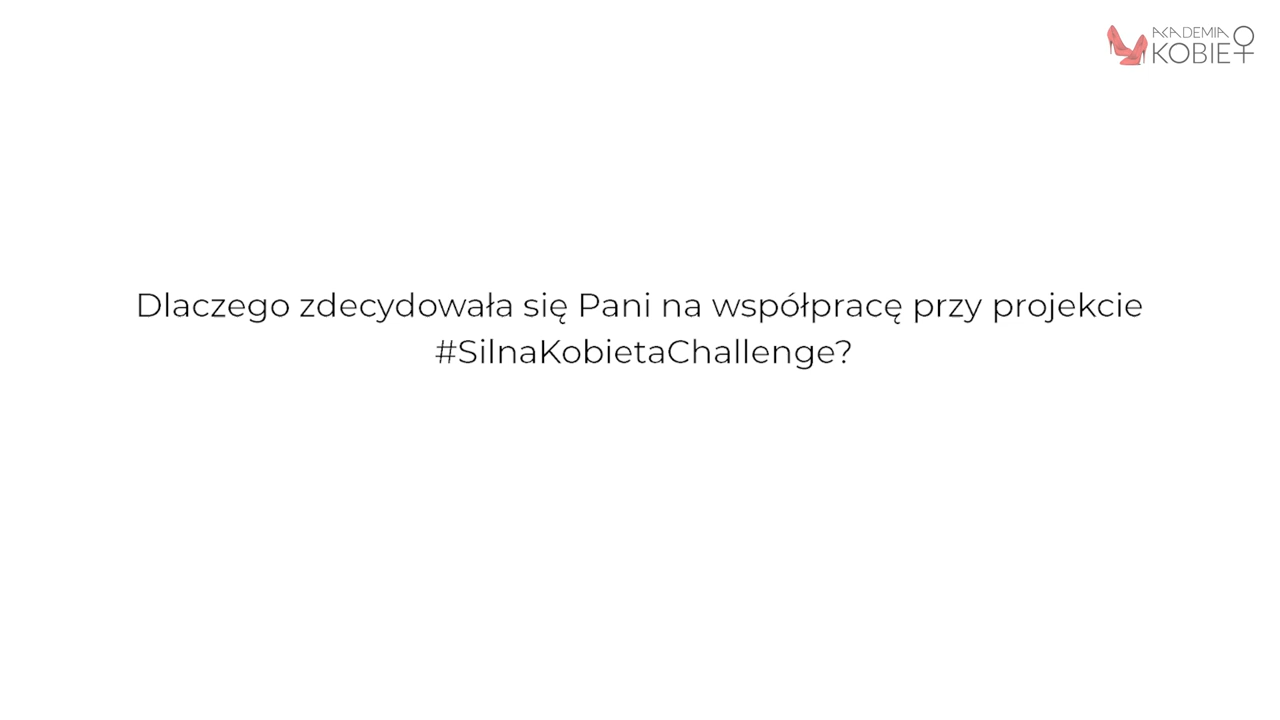 AKADEMIA
KOBIET
Dlaczego zdecydowała się Pani na współpracę przy projekcie
#SilnaKobietaChallenge?